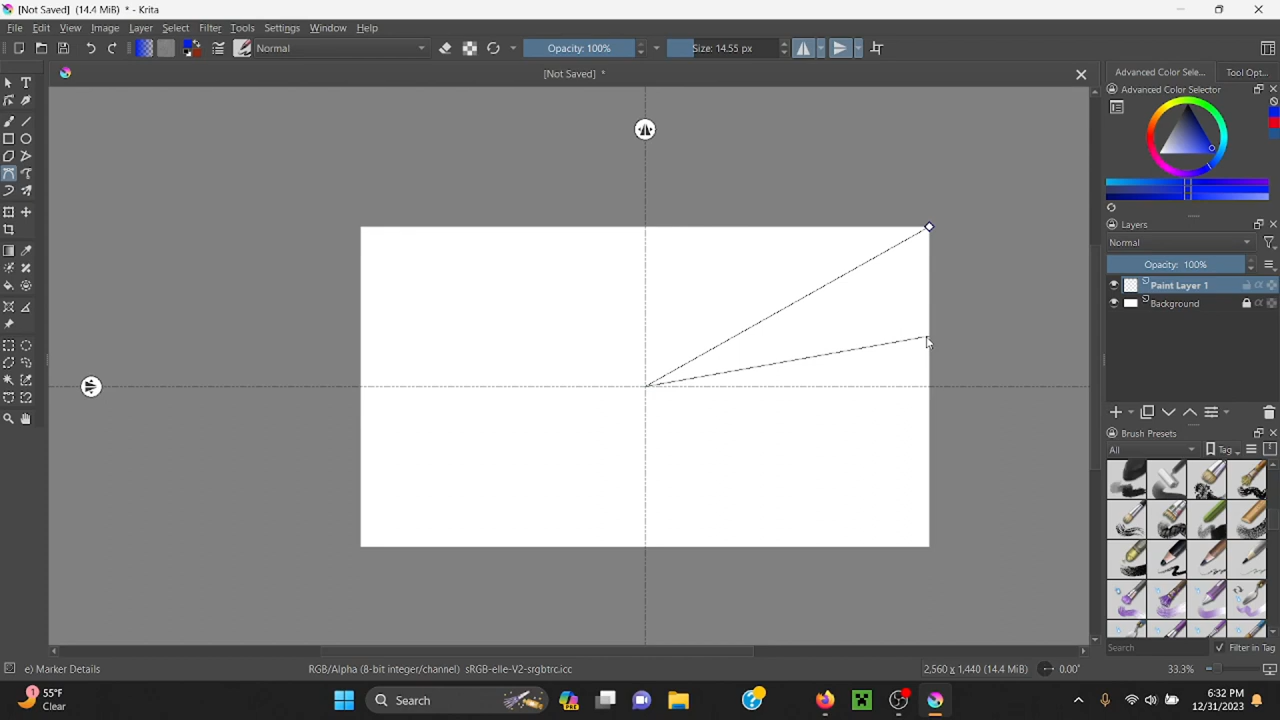 [Not Saved] (14.4 MiB) * - Krita
File Edit View Image Layer Select Filter Tools Settings Window Help
Normal Opacity: 100% Size: 14.55 px
[Not Saved] * Advanced Color Sele... Tool Opt...
Advanced Color Selector
Layers
Normal
Opacity: 100%
Paint Layer 1
Background
Brush Presets
All Tag
Search Filter in Tag
e) Marker Details RGB/Alpha (8-bit integer/channel) sRGB-elle-V2-srgbtrc.icc 2,560 x 1,440 (14.4 MiB) 0.00° 33.3%
55°F
Clear
Search
6:32 PM
12/31/2023